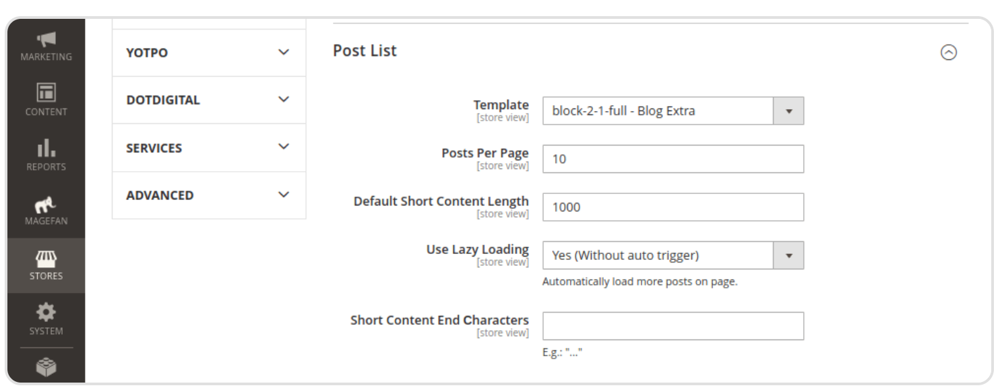 MARKETING
CONTENT
REPORTS
MAGEFAN
STORES
SYSTEM
YOTPO
DOTDIGITAL
SERVICES
ADVANCED
Post List
Template
[store view]
block-2-1-full - Blog Extra
Posts Per Page
[store view]
10
Default Short Content Length
[store view]
1000
Use Lazy Loading
[store view]
Yes (Without auto trigger)
Automatically load more posts on page.
Short Content End Characters
[store view]
E.g.: "..."